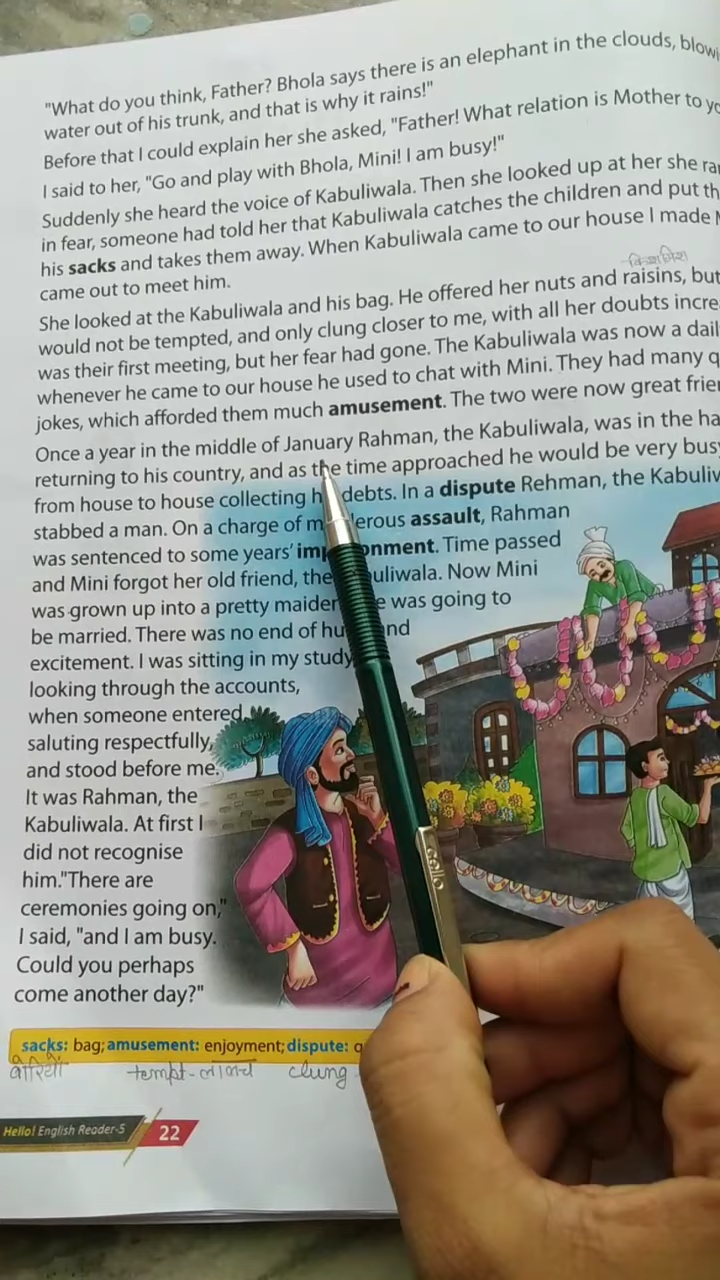 "What do you think, Father? Bhola says there is an elephant in the clouds,
water out of his trunk, and that is why it rains!"
Before that I could explain her she asked, "Father! What relation is Mother to
I said to her, "Go and play with Bhola, Mini! I am busy!"
Suddenly she heard the voice of Kabuliwala. Then she looked up at her she
in fear, someone had told her that Kabuliwala catches the children and put
his sacks and takes them away. When Kabuliwala came to our house I made
came out to meet him.
किशमिश
She looked at the Kabuliwala and his bag. He offered her nuts and raisins, but
would not be tempted, and only clung closer to me, with all her doubts
was their first meeting, but her fear had gone. The Kabuliwala was now a
whenever he came to our house he used to chat with Mini. They had many
jokes, which afforded them much amusement. The two were now great
Once a year in the middle of January Rahman, the Kabuliwala, was in the
returning to his country, and as the time approached he would be very
from house to house collecting debts. In a dispute Rehman, the
stabbed a man. On a charge of assault, Rahman
was sentenced to some years' Time passed
and Mini forgot her old friend, the Now Mini
was grown up into a pretty was going to
be married. There was no end of
excitement. I was sitting in my study
looking through the accounts,
when someone entered,
saluting respectfully,
and stood before me.
It was Rahman, the
Kabuliwala. At first I
did not recognise
him."There are
ceremonies going on,"
I said, "and I am busy.
Could you perhaps
come another day?"
cello
sacks: bag; amusement: enjoyment; dispute:
tempt-लालच clung
Hello! English Reader-5 22